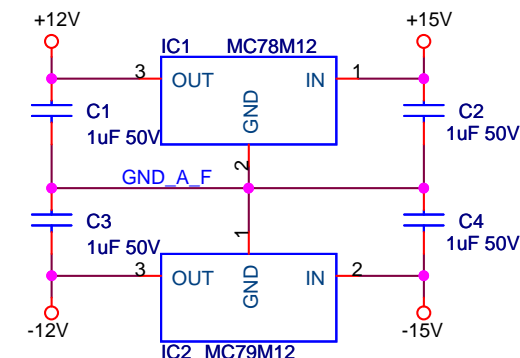 +12V +15V
IC1 MC78M12
3 OUT IN 1
GND
C1 C2
1uF 50V 1uF 50V
2
GND_A_F
C3 C4
1uF 50V 1uF 50V
1
3 OUT IN 2
GND
-12V -15V
IC2 MC79M12